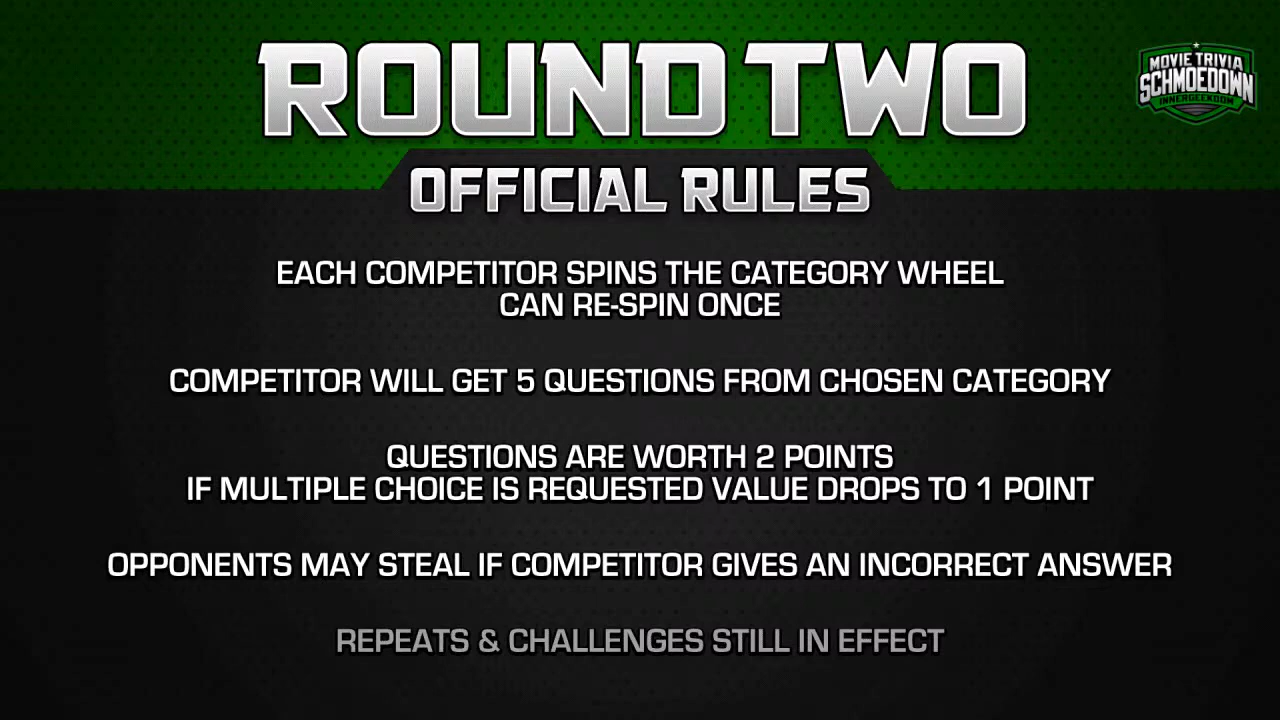 ROUND TWO
MOVIE TRIVIA
SCHMOEDOWN
INNERGEEKDOM
OFFICIAL RULES
EACH COMPETITOR SPINS THE CATEGORY WHEEL
CAN RE-SPIN ONCE
COMPETITOR WILL GET 5 QUESTIONS FROM CHOSEN CATEGORY
QUESTIONS ARE WORTH 2 POINTS
IF MULTIPLE CHOICE IS REQUESTED VALUE DROPS TO 1 POINT
OPPONENTS MAY STEAL IF COMPETITOR GIVES AN INCORRECT ANSWER
REPEATS & CHALLENGES STILL IN EFFECT